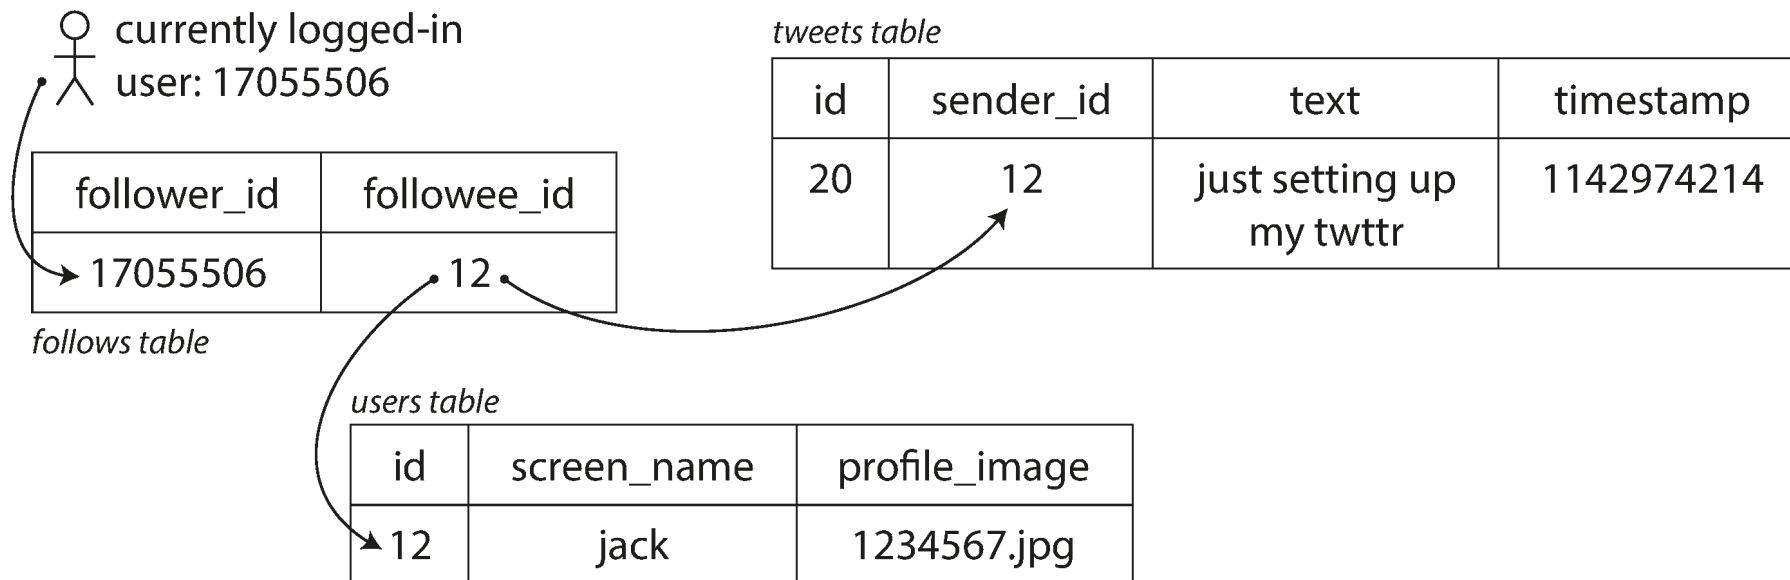 currently logged-in
user: 17055506
follower_id followee_id
17055506 12
follows table
tweets table
id sender_id text timestamp
20 12 just setting up 1142974214
my twttr
users table
id screen_name profile_image
12 jack 1234567.jpg